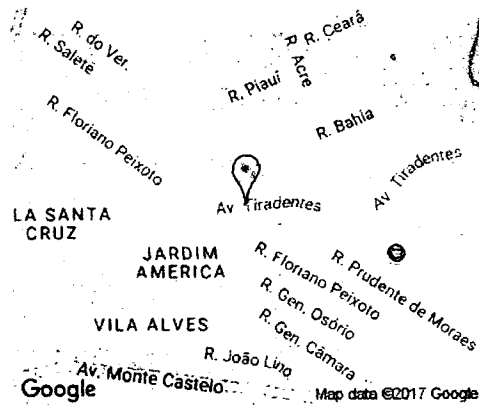 R. do Ver.
R. Salete
R. Ceará
R. Acre
R. Piauí
R. Bahia
R. Floriano Peixoto
Av Tiradentes
Av Tiradentes
LA SANTA
CRUZ
JARDIM
AMERICA
R. Floriano Peixoto
R. Prudente de Moraes
R. Gen. Osório
R. Gen. Câmara
VILA ALVES
R. João Lino
Av. Monte Castelo
Google
Map data ©2017 Google